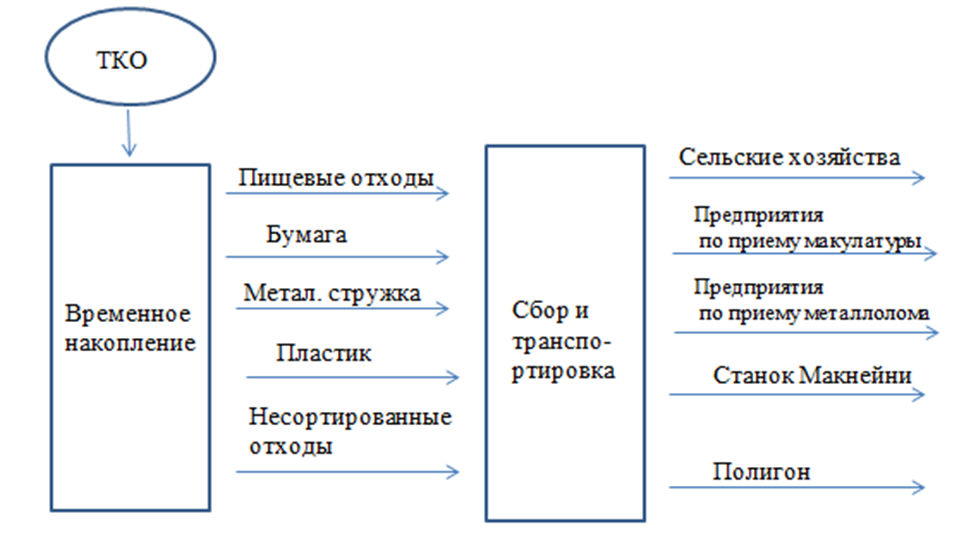 ТКО
Временное
накопление
Пищевые отходы
Бумага
Метал. стружка
Пластик
Несортированные
отходы
Сбор и
транспо-
ртировка
Сельские хозяйства
Предприятия
по приему макулатуры
Предприятия
по приему металлолома
Станок Макнейни
Полигон